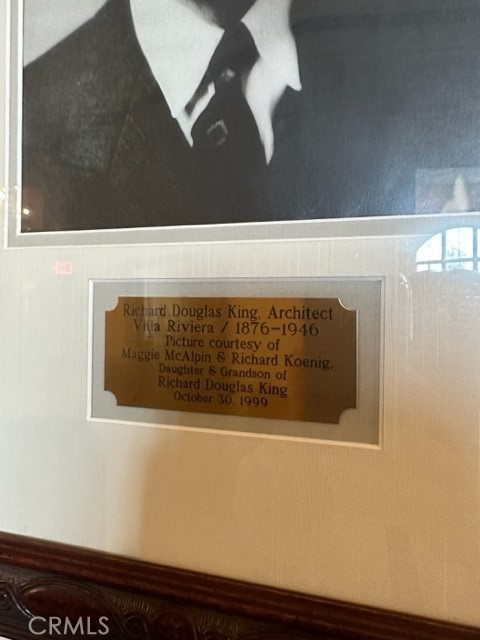 Richard Douglas King, Architect
Villa Riviera / 1876-1946
Picture courtesy of
Maggie McAlpin & Richard Koenig,
Daughter & Grandson of
Richard Douglas King
October 30, 1999
CRMLS